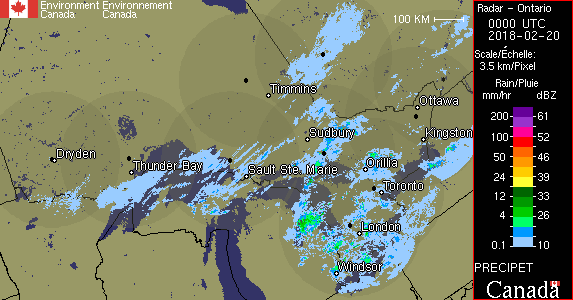 Environment Environnement
Canada Canada
100 KM
Radar - Ontario
0000 UTC
2018-02-20
Scale/Échelle:
3.5 km/Pixel
Rain/Pluie
mm/hr dBZ
200 61
100 52
50 46
24 39
12 33
4 26
0.1 10
PRECIPET
Canada
Timmins
Ottawa
Sudbury
Kingston
Dryden
Thunder Bay
Sault Ste. Marie
Orillia
Toronto
London
Windsor